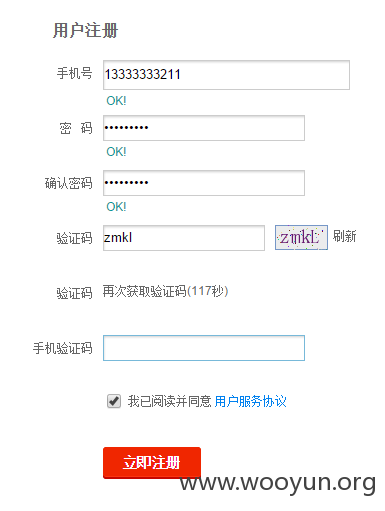 用户注册
手机号 13333333211
OK!
密 码 •••••••••
OK!
确认密码 •••••••••
OK!
验证码 zmkl zmkL 刷新
验证码 再次获取验证码(117秒)
手机验证码
我已阅读并同意 用户服务协议
立即注册
www.wooyun.org